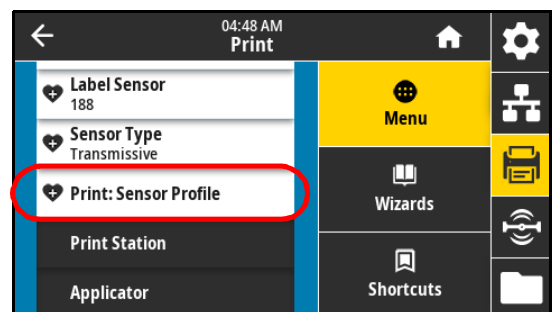 04:48 AM
Print
Label Sensor
188
Sensor Type
Transmissive
Print: Sensor Profile
Print Station
Applicator
Menu
Wizards
Shortcuts